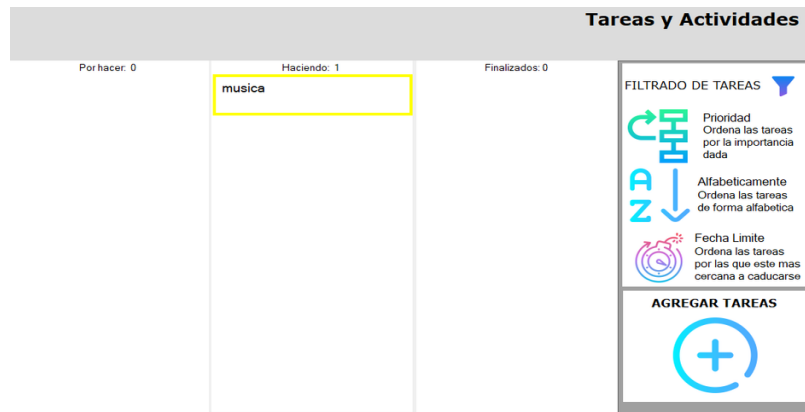 Tareas y Actividades
Por hacer: 0
Haciendo: 1
Finalizados: 0
musica
FILTRADO DE TAREAS
Prioridad
Ordena las tareas
por la importancia
dada
A
Z
Alfabeticamente
Ordena las tareas
de forma alfabetica
Fecha Limite
Ordena las tareas
por las que este mas
cercana a caducarse
AGREGAR TAREAS